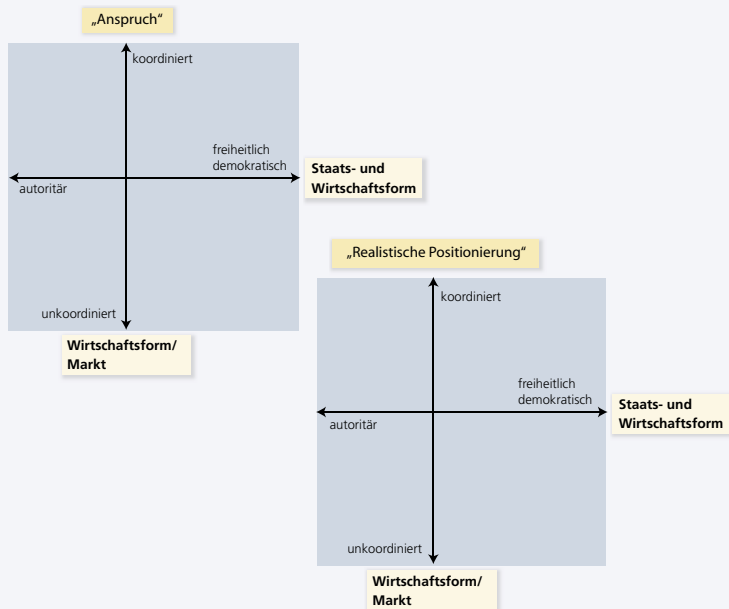 „Anspruch“
koordiniert
freiheitlich
demokratisch
Staats- und
Wirtschaftsform
autoritär
unkoordiniert
Wirtschaftsform/
Markt
„Realistische Positionierung“
koordiniert
freiheitlich
demokratisch
Staats- und
Wirtschaftsform
autoritär
unkoordiniert
Wirtschaftsform/
Markt